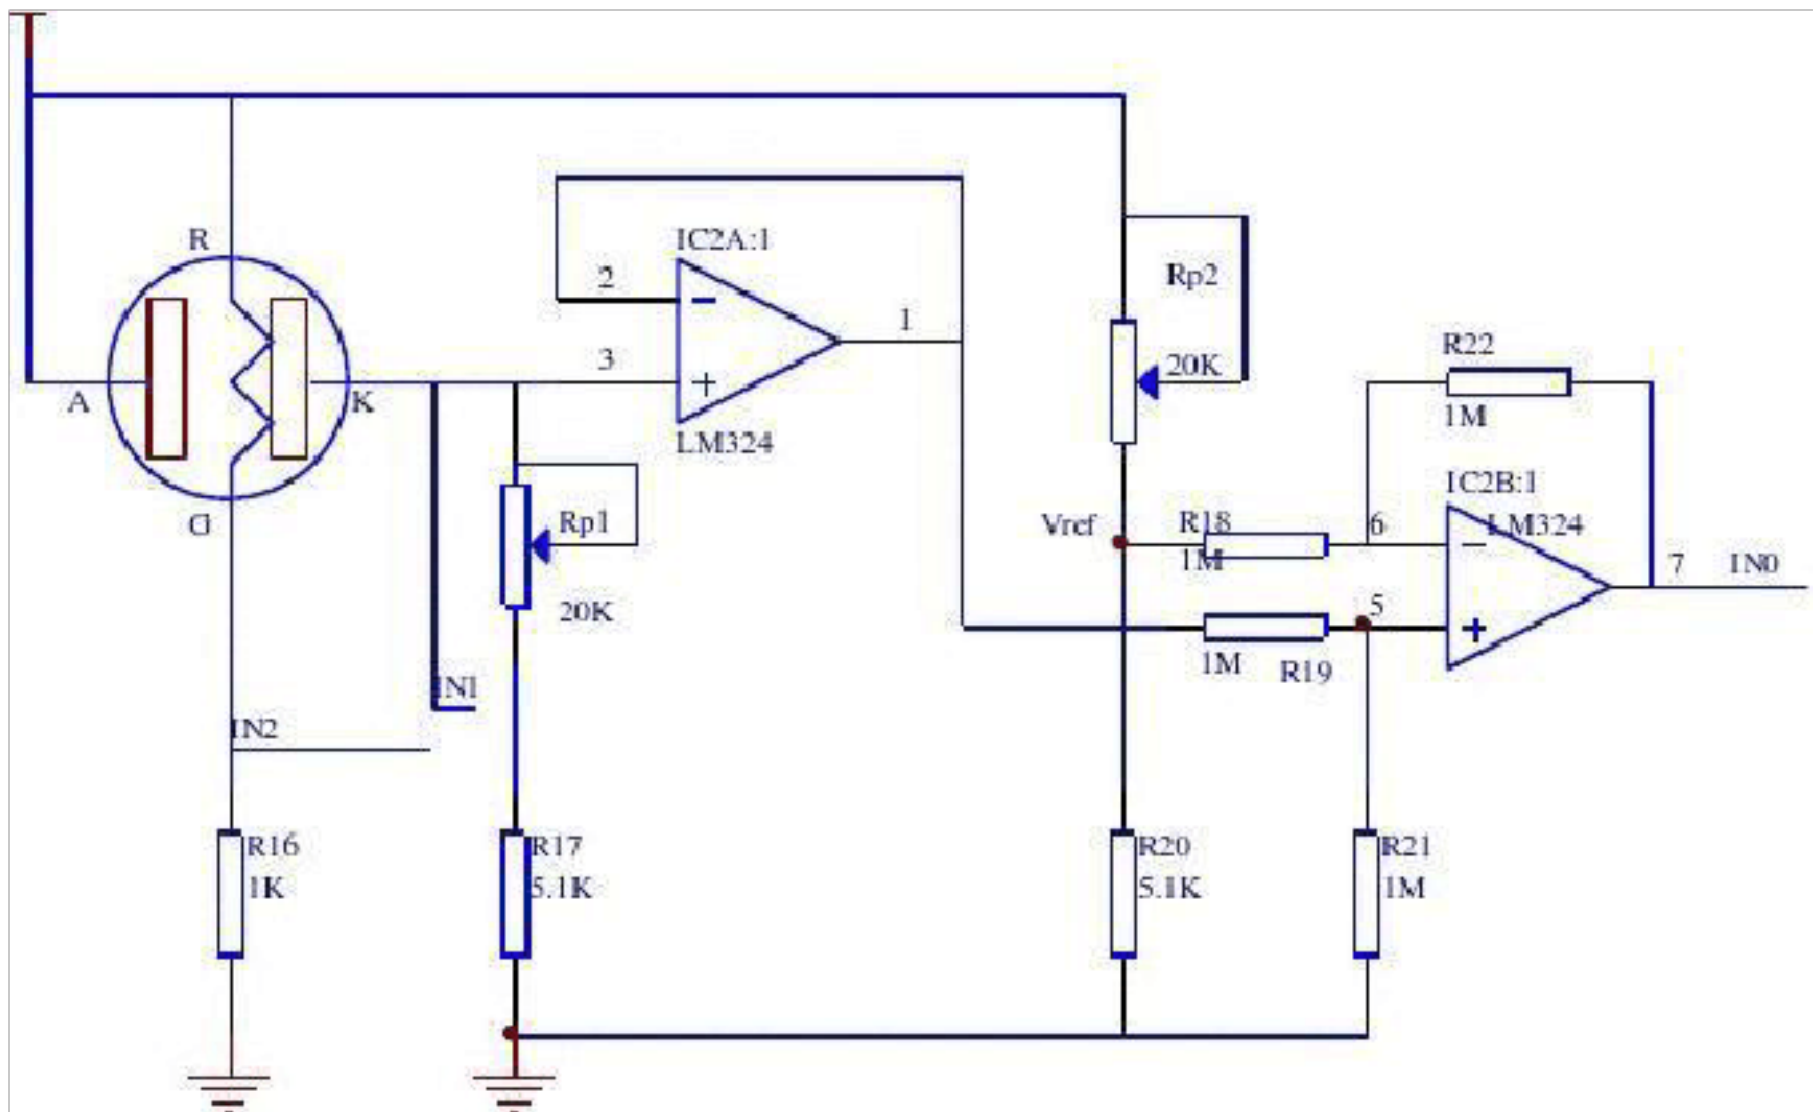 R
A
K
G
IC2A:1
2
3
1
LM324
Rp1
20K
IN1
IN2
R16
1K
R17
5.1K
Rp2
20K
Vref
R18
1M
6
5
1M
R19
R22
1M
IC2B:1
LM324
7
IN0
R20
5.1K
R21
1M